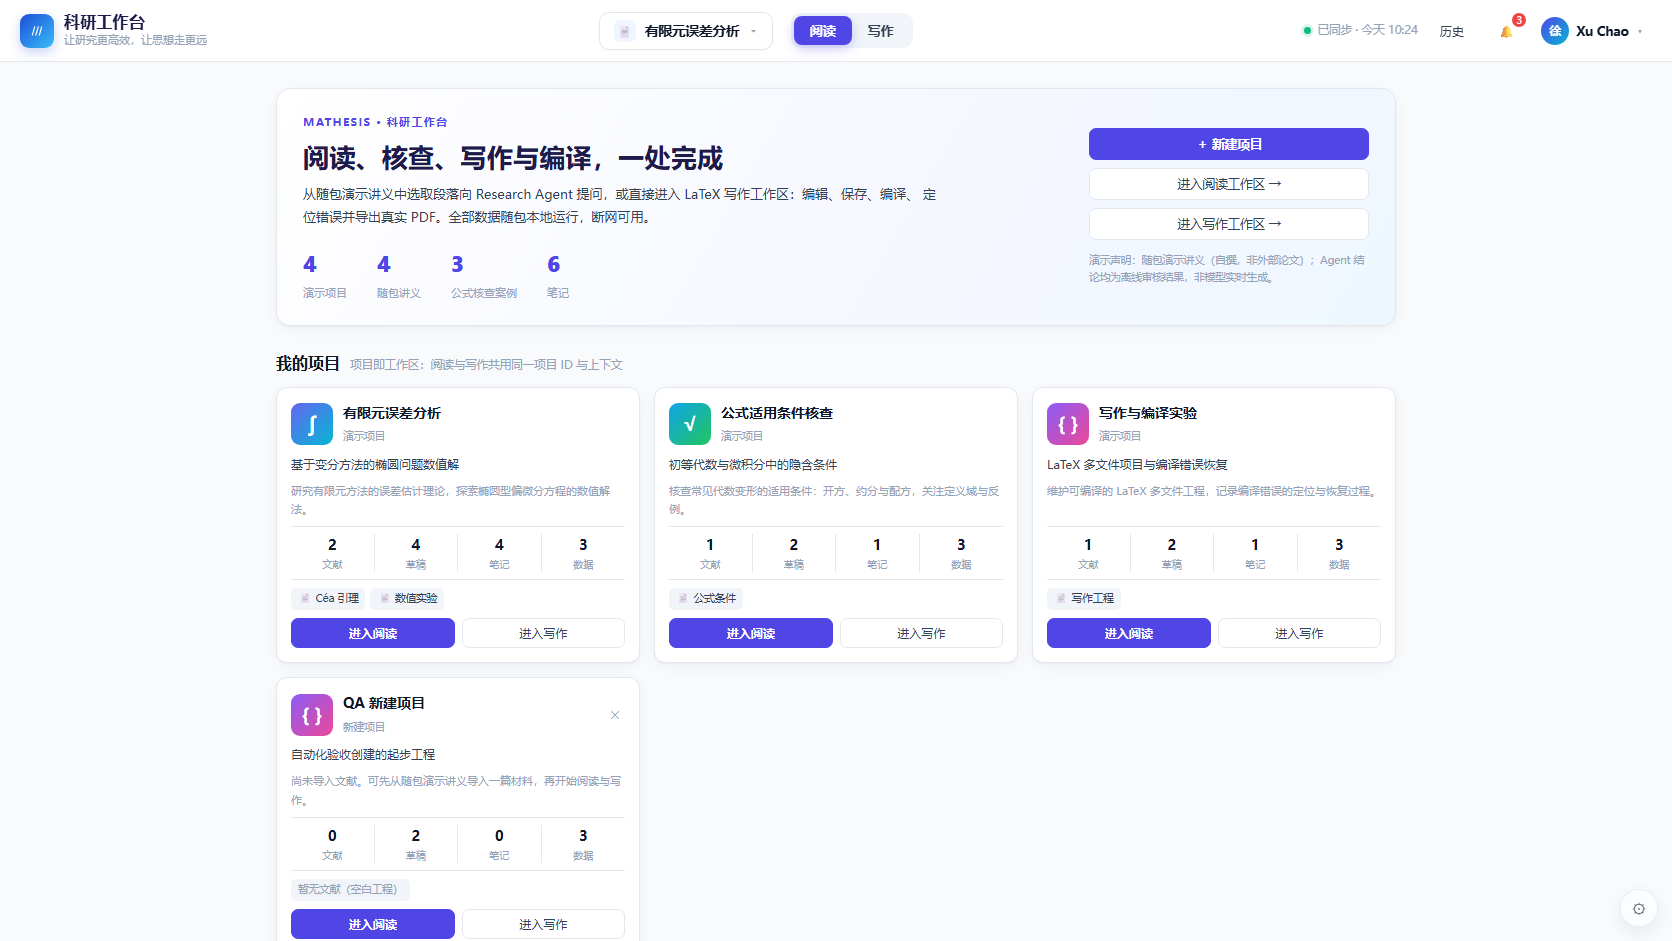 ///
科研工作台
让研究更高效，让思想走更远
有限元误差分析
阅读
写作
已同步 · 今天 10:24
历史
3
徐
Xu Chao
MATHESIS • 科研工作台
阅读、核查、写作与编译，一处完成
从随包演示讲义中选取段落向 Research Agent 提问，或直接进入 LaTeX 写作工作区：编辑、保存、编译、 定
位错误并导出真实 PDF。全部数据随包本地运行，断网可用。
4
演示项目
4
随包讲义
3
公式核查案例
6
笔记
+ 新建项目
进入阅读工作区 →
进入写作工作区 →
演示声明：随包演示讲义（自撰，非外部论文）；Agent 结
论均为离线审核结果，非模型实时生成。
我的项目
项目即工作区：阅读与写作共用同一项目 ID 与上下文
∫
有限元误差分析
演示项目
基于变分方法的椭圆问题数值解
研究有限元方法的误差估计理论，探索椭圆型偏微分方程的数值解
法。
2
文献
4
草稿
4
笔记
3
数据
Céa 引理
数值实验
进入阅读
进入写作
√
公式适用条件核查
演示项目
初等代数与微积分中的隐含条件
核查常见代数变形的适用条件：开方、约分与配方，关注定义域与反
例。
1
文献
2
草稿
1
笔记
3
数据
公式条件
进入阅读
进入写作
{ }
写作与编译实验
演示项目
LaTeX 多文件项目与编译错误恢复
维护可编译的 LaTeX 多文件工程，记录编译错误的定位与恢复过程。
1
文献
2
草稿
1
笔记
3
数据
写作工程
进入阅读
进入写作
{ }
QA 新建项目
新建项目
×
自动化验收创建的起步工程
尚未导入文献。可先从随包演示讲义导入一篇材料，再开始阅读与写
作。
0
文献
2
草稿
0
笔记
3
数据
暂无文献（空白工程）
进入阅读
进入写作